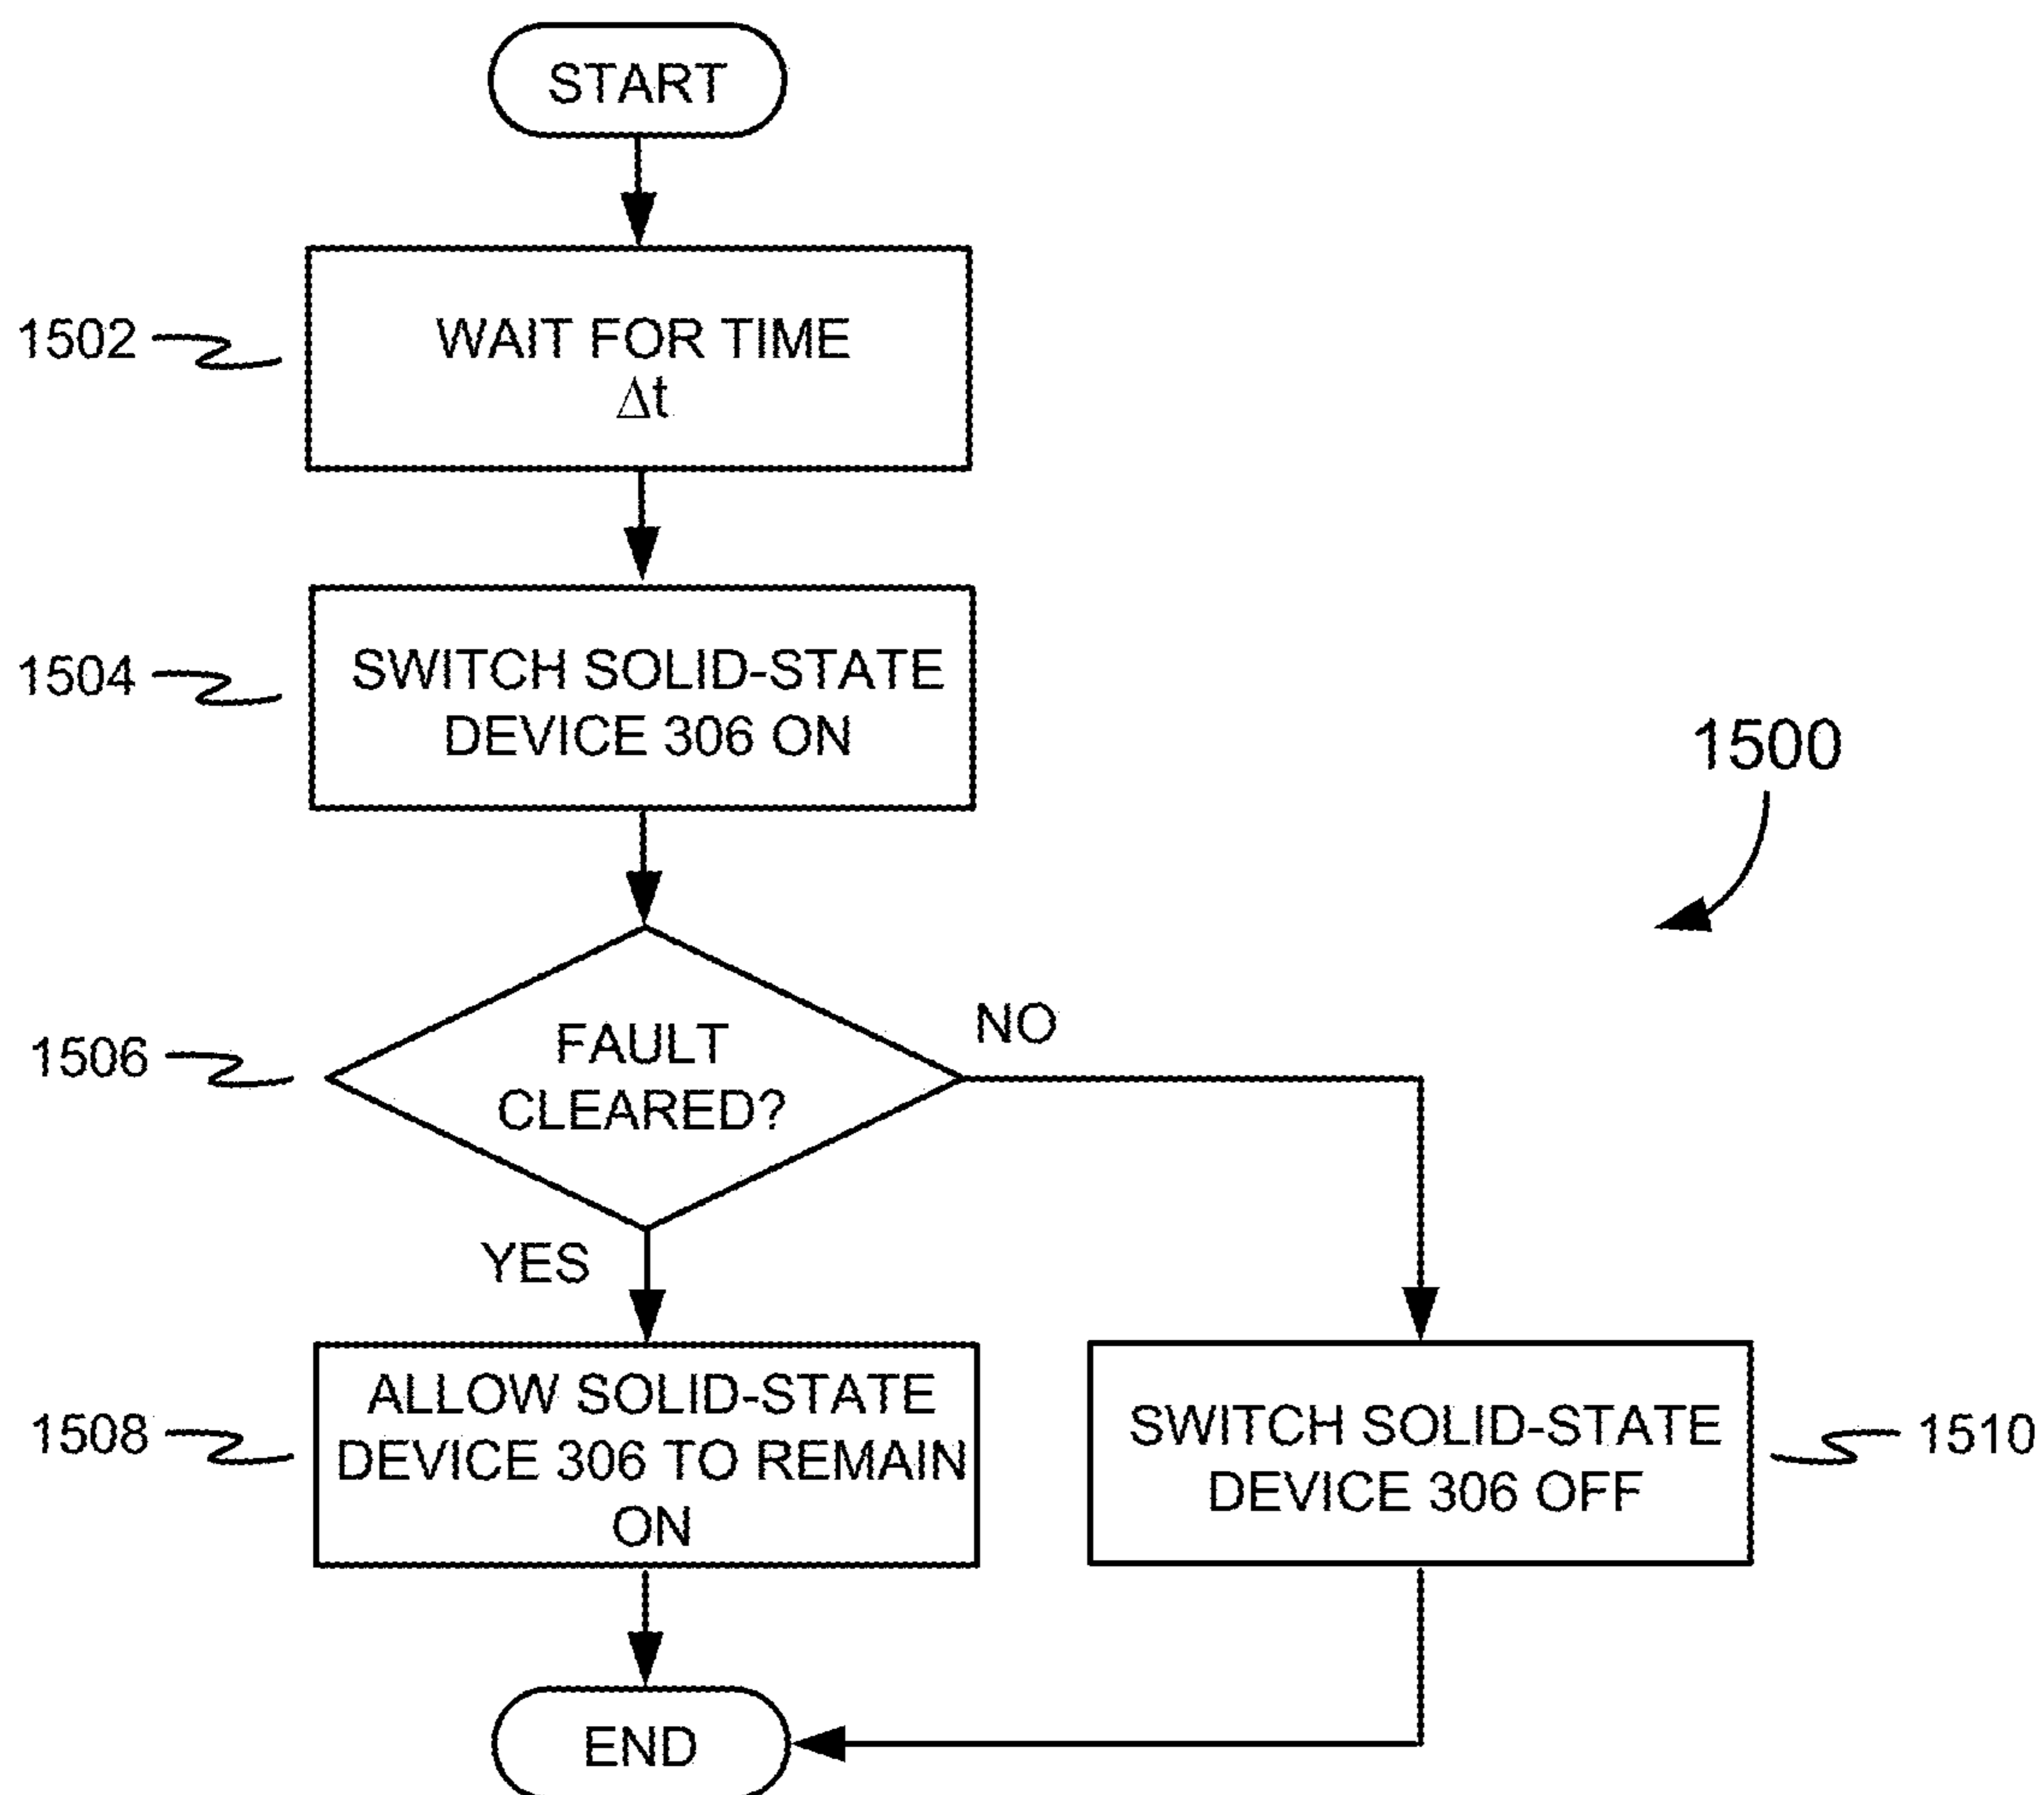 START
1502
WAIT FOR TIME
Δt
1504
SWITCH SOLID-STATE
DEVICE 306 ON
1500
1506
FAULT
CLEARED?
NO
YES
1508
ALLOW SOLID-STATE
DEVICE 306 TO REMAIN
ON
SWITCH SOLID-STATE
DEVICE 306 OFF
1510
END